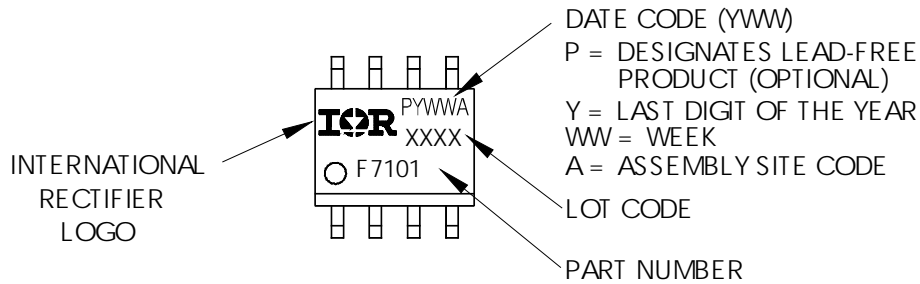 DATE CODE (YWW)
P = DESIGNATES LEAD-FREE
PRODUCT (OPTIONAL)
Y = LAST DIGIT OF THE YEAR
WW = WEEK
A = ASSEMBLY SITE CODE
LOT CODE
PART NUMBER
INTERNATIONAL
RECTIFIER
LOGO
IOR
PYWWA
XXXX
F7101